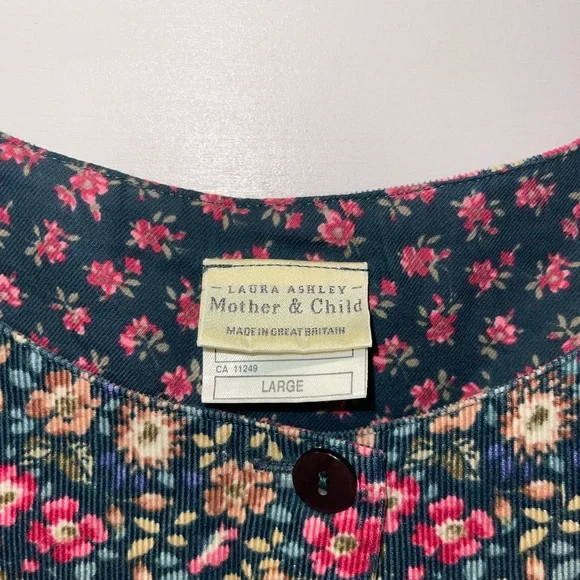 - LAURA ASHLEY -
Mother & Child
MADE IN GREAT BRITAIN
CA 11249
LARGE